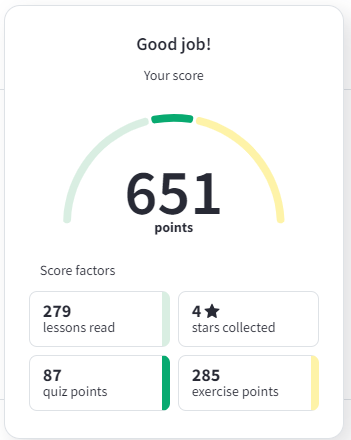 Good job!
Your score
651
points
Score factors
279
lessons read
4★
stars collected
87
quiz points
285
exercise points